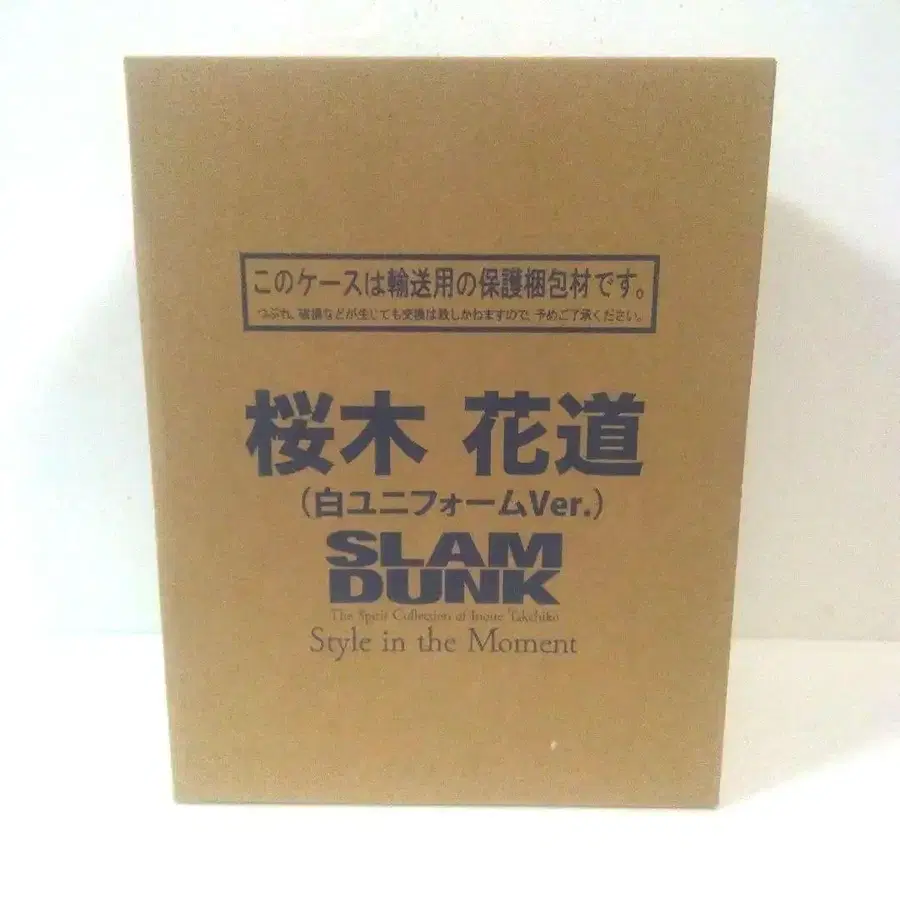 このケースは輸送用の保護梱包材です。
つぶれ、破損などが生じても交換は致しかねますので、予めご了承ください。
桜木 花道
(白ユニフォームVer.)
SLAM
DUNK
The Spirit Collection of Inoue Takehiko
Style in the Moment